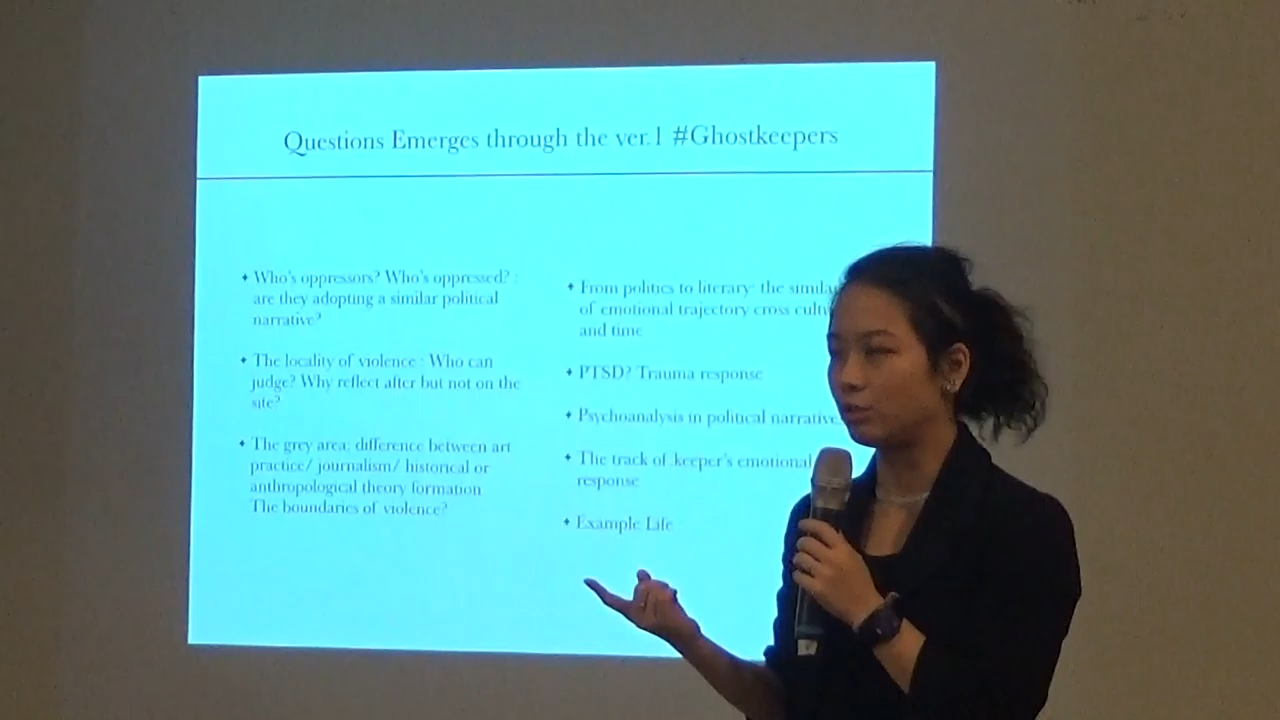 Questions Emerges through the ver.1 #Ghostkeepers
✦ Who's oppressors? Who's oppressed? :
are they adopting a similar political
narrative?
✦ The locality of violence : Who can
judge? Why reflect after but not on the
site?
✦ The grey area: difference between art
practice/ journalism/ historical or
anthropological theory formation
The boundaries of violence?
✦ From politics to literary: the
of emotional trajectory cross
and time
✦ PTSD? Trauma response
✦ Psychoanalysis in political narrative
✦ The track of keeper's emotional
response
✦ Example Life